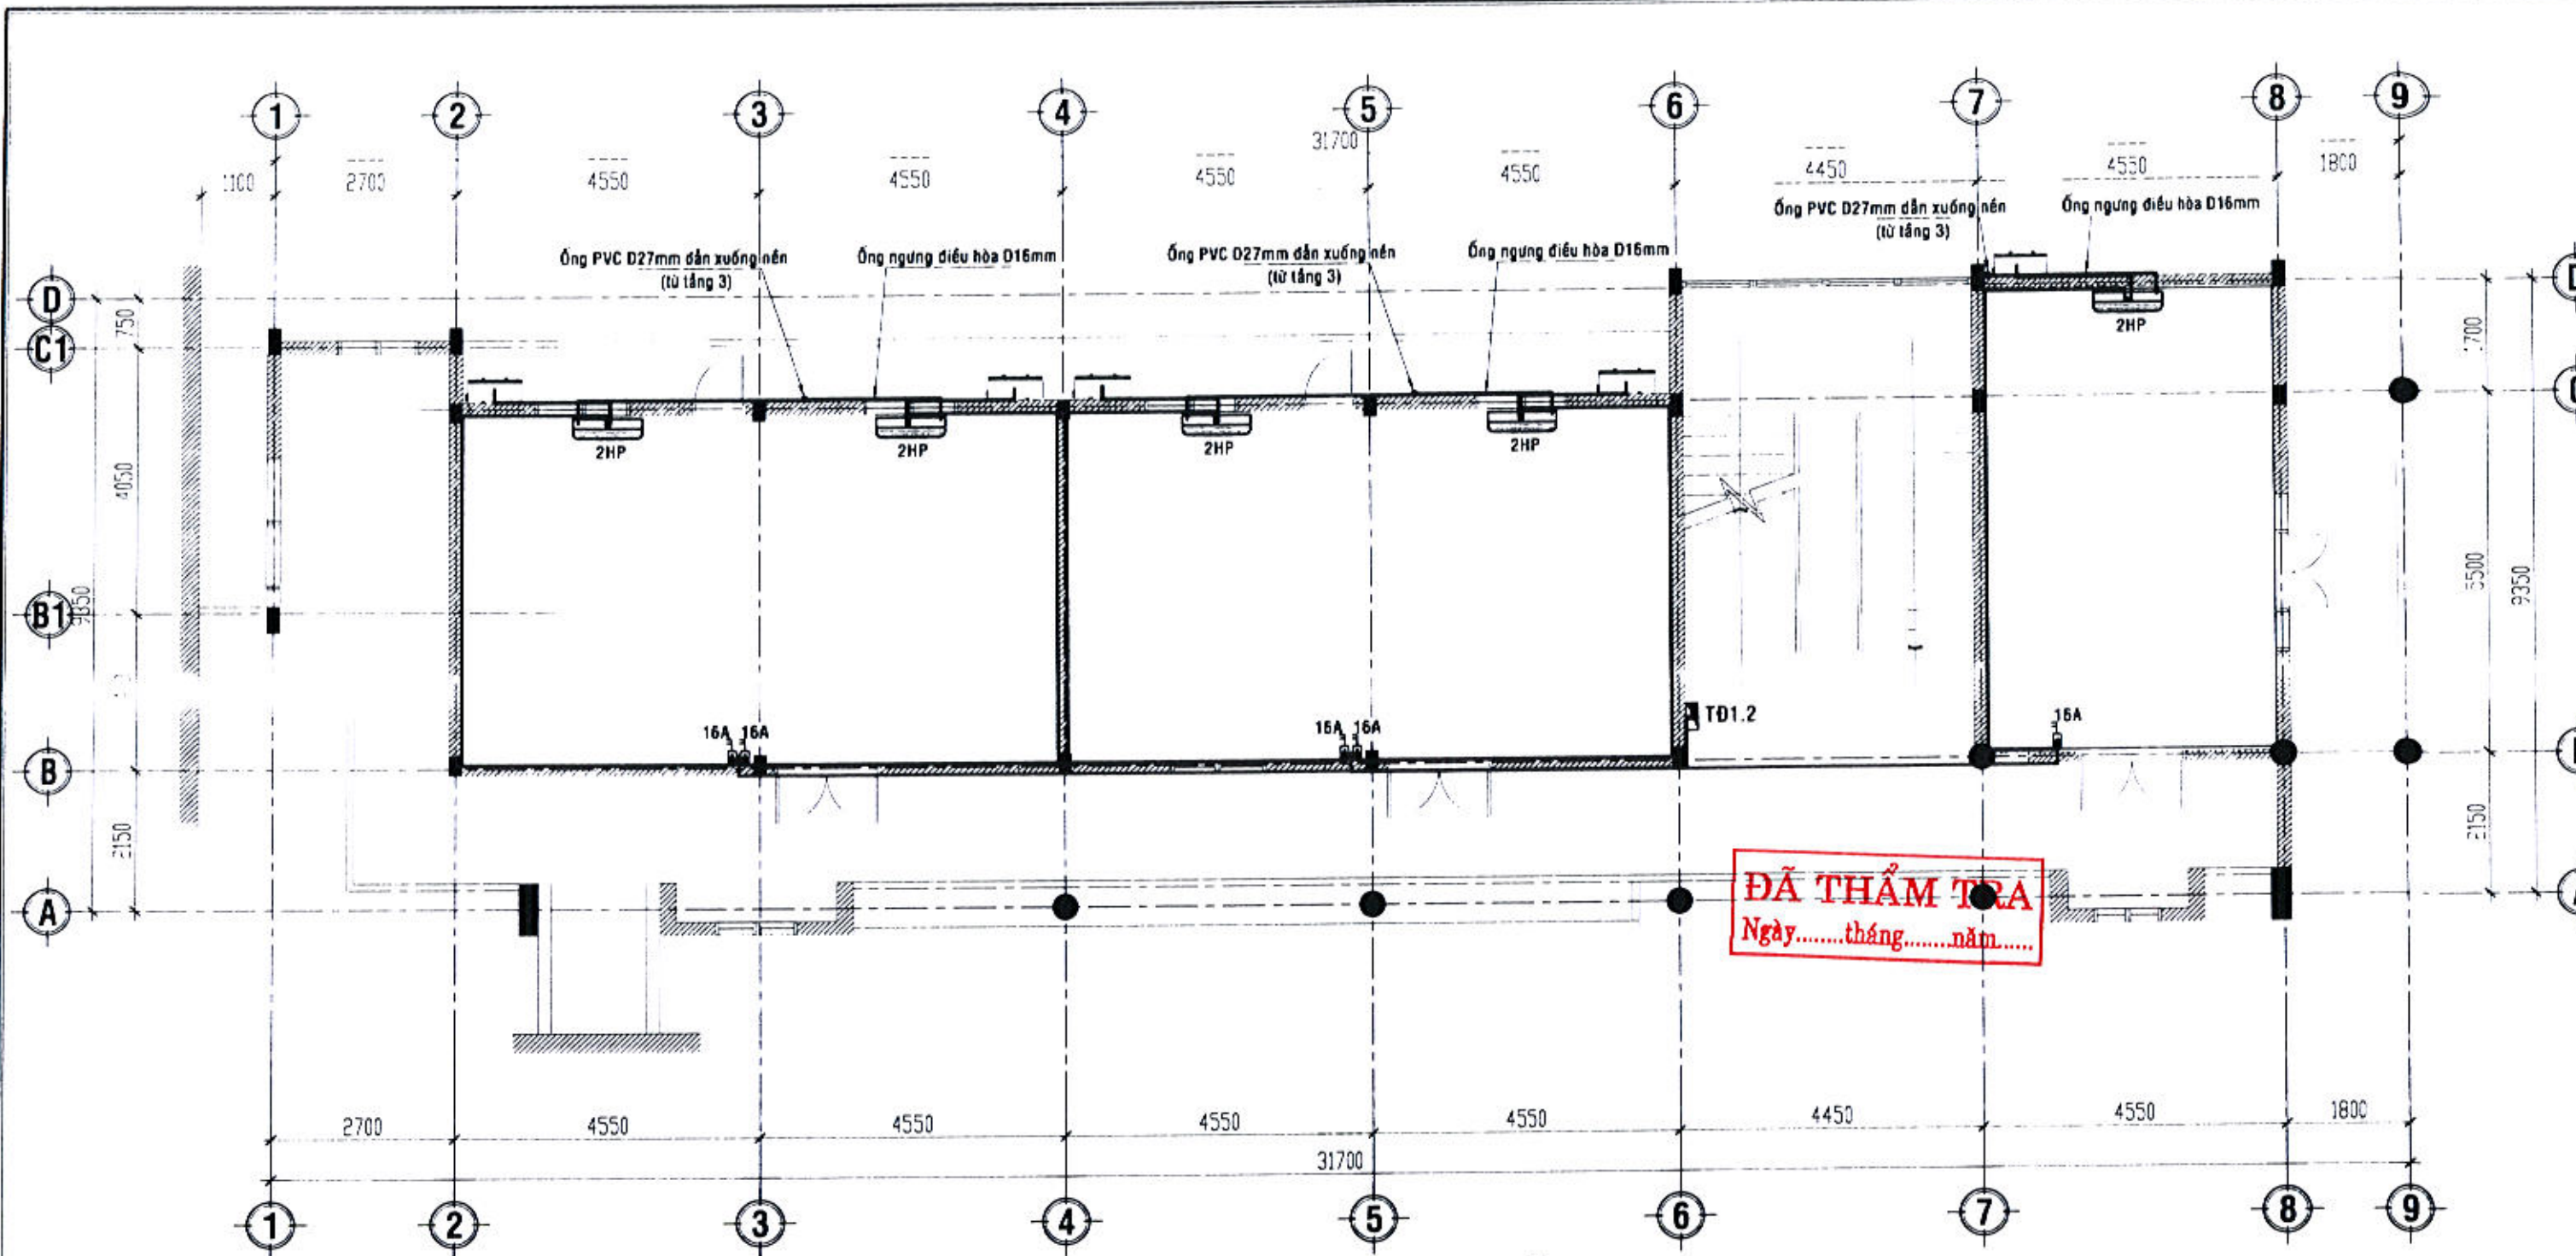 1 2 3 4 5 6 7 8 9
31700
1100 2700 4550 4550 4550 4550 4450 4550 1800
Ống PVC D27mm dẫn xuống nền
(từ tầng 3)
Ống ngưng điều hòa D16mm
Ống PVC D27mm dẫn xuống nền
(từ tầng 3)
Ống ngưng điều hòa D16mm
Ống PVC D27mm dẫn xuống nền
(từ tầng 3)
Ống ngưng điều hòa D16mm
D
C1
B1
B
A
750
4050
9350
2150
2HP
2HP
2HP
2HP
2HP
16A 16A
16A 16A
TĐ1.2
16A
9350
2150
ĐÃ THẨM TRA
Ngày........tháng........năm......
2700 4550 4550 4550 4550 4450 4550 1800
31700
1 2 3 4 5 6 7 8 9